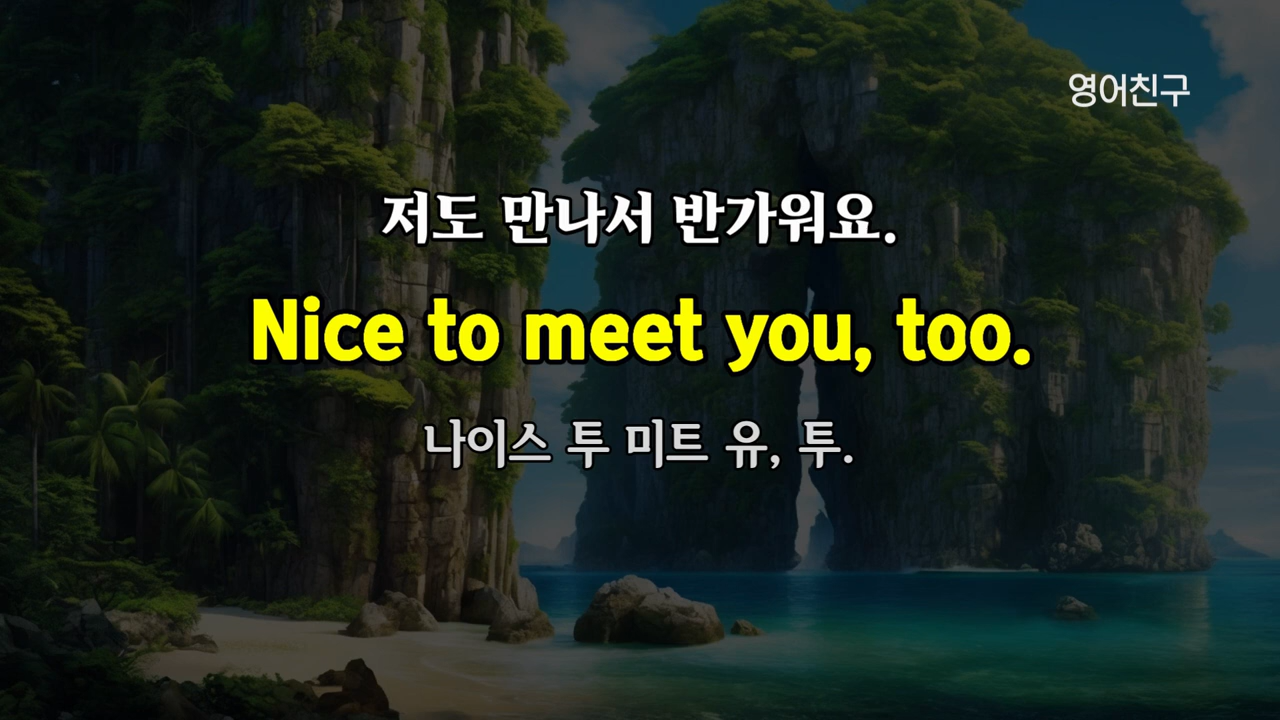 영어친구
저도 만나서 반가워요.
Nice to meet you, too.
나이스 투 미트 유, 투.